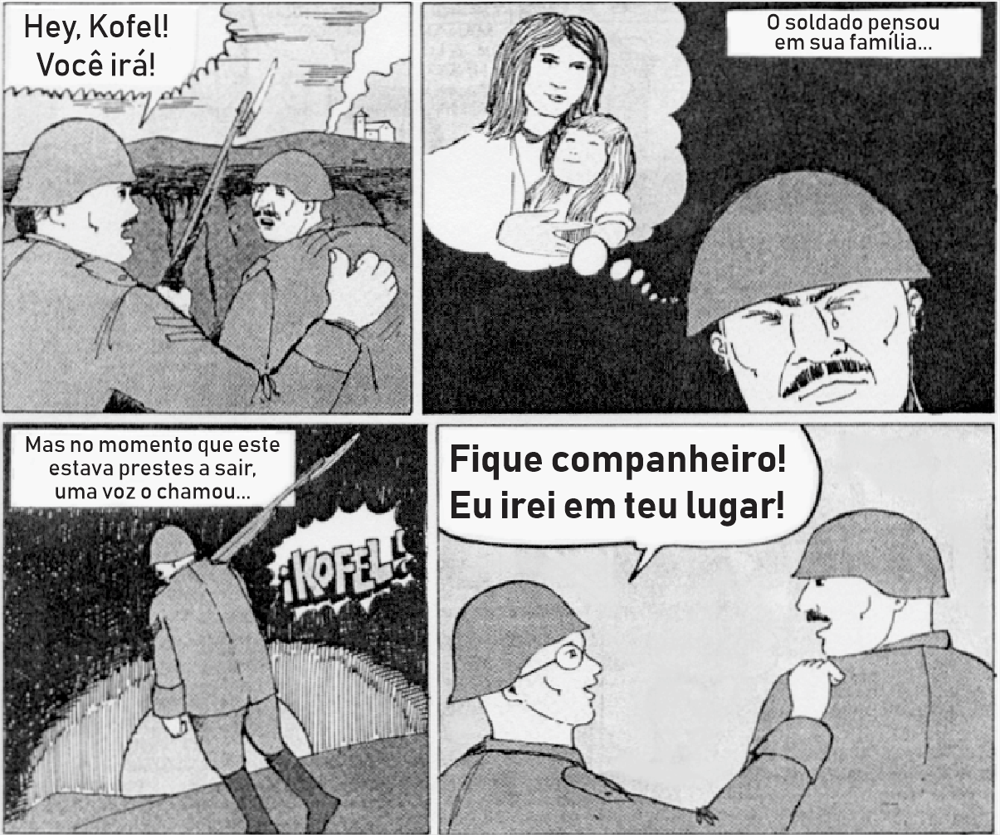 Hey, Kofel!
Você irá!
O soldado pensou
em sua família...
Mas no momento que este
estava prestes a sair,
uma voz o chamou...
¡KOFEL!
Fique companheiro!
Eu irei em teu lugar!